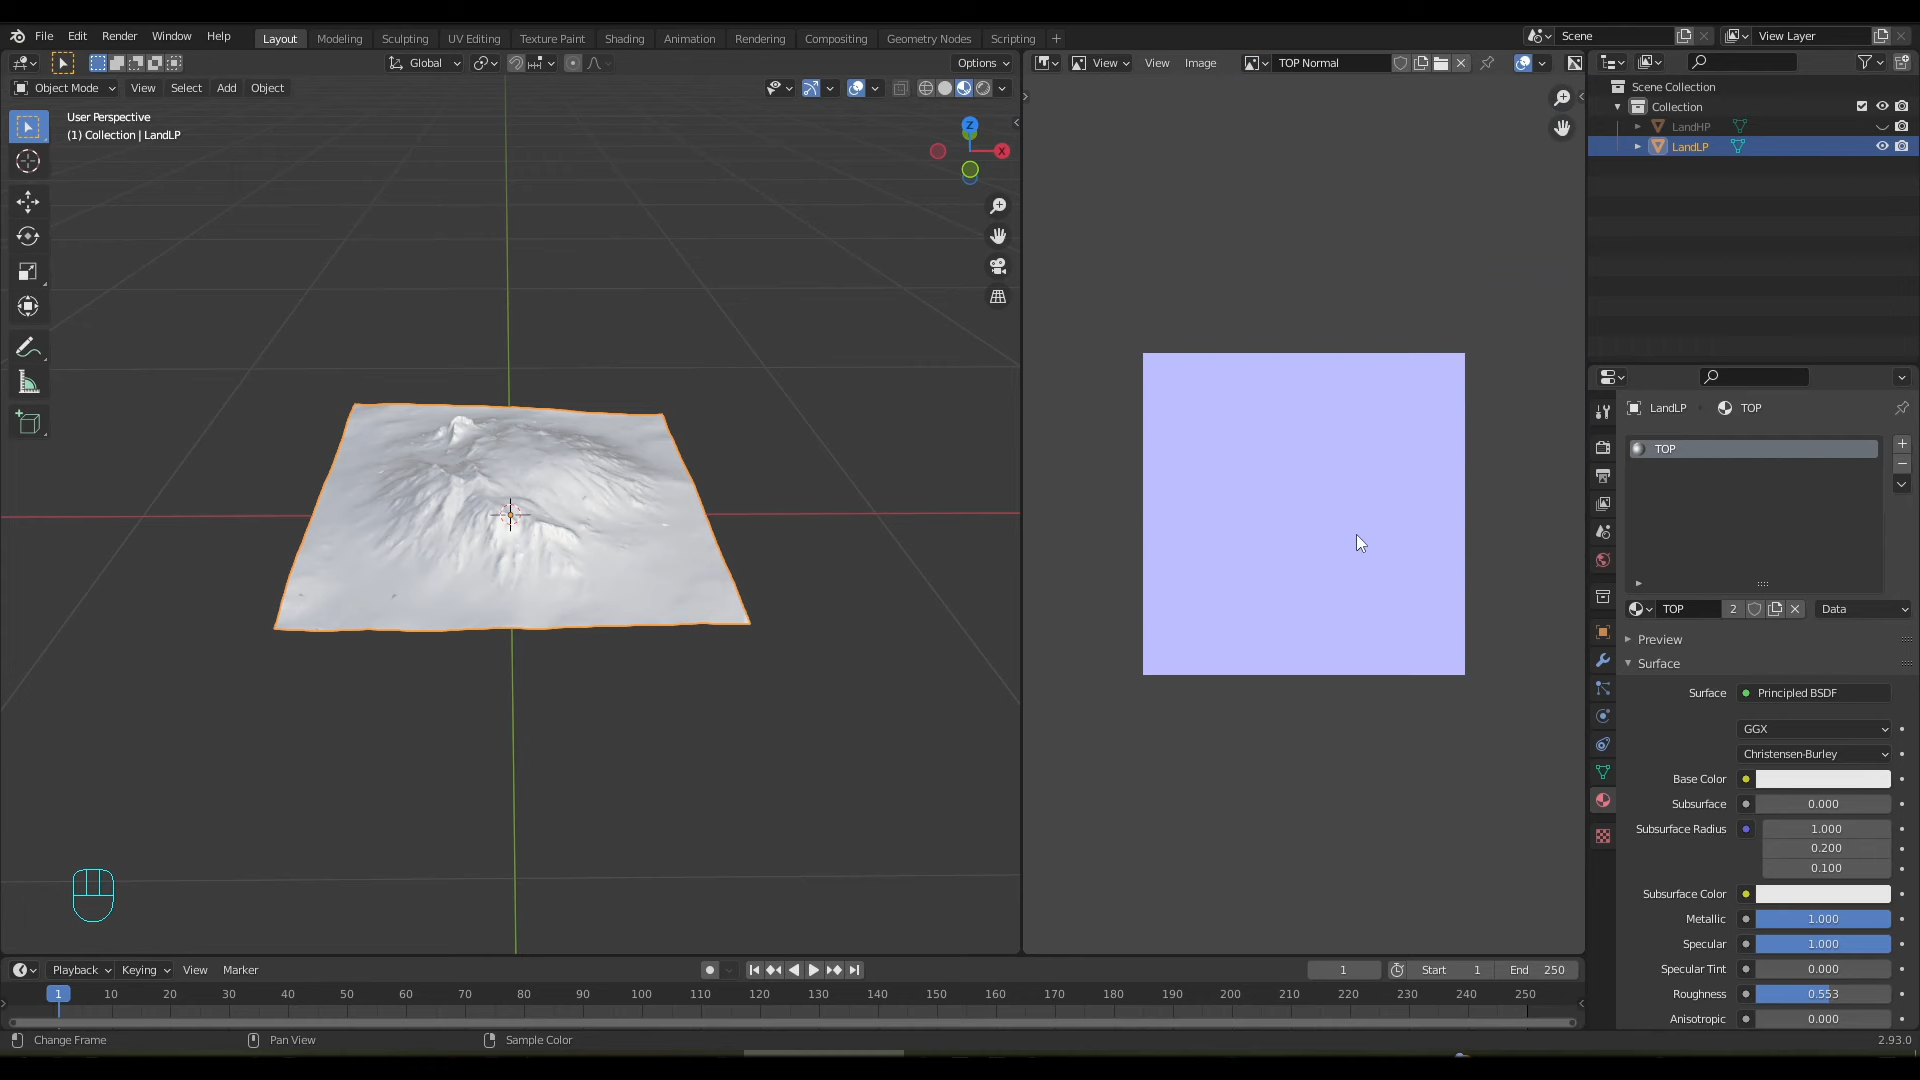 File Edit Render Window Help
Layout Modeling Sculpting UV Editing Texture Paint Shading Animation Rendering Compositing Geometry Nodes Scripting
Scene View Layer
Global Options
View View Image TOP Normal
Object Mode View Select Add Object
User Perspective
(1) Collection | LandLP
Z
X
Scene Collection
Collection
LandHP
LandLP
LandLP TOP
TOP
TOP 2 Data
Preview
Surface
Surface Principled BSDF
GGX
Christensen-Burley
Base Color
Subsurface 0.000
Subsurface Radius 1.000
0.200
0.100
Subsurface Color
Metallic 1.000
Specular 1.000
Specular Tint 0.000
Roughness 0.553
Anisotropic 0.000
Playback Keying View Marker
1 Start 1 End 250
1 10 20 30 40 50 60 70 80 90 100 110 120 130 140 150 160 170 180 190 200 210 220 230 240 250
Change Frame Pan View Sample Color 2.93.0